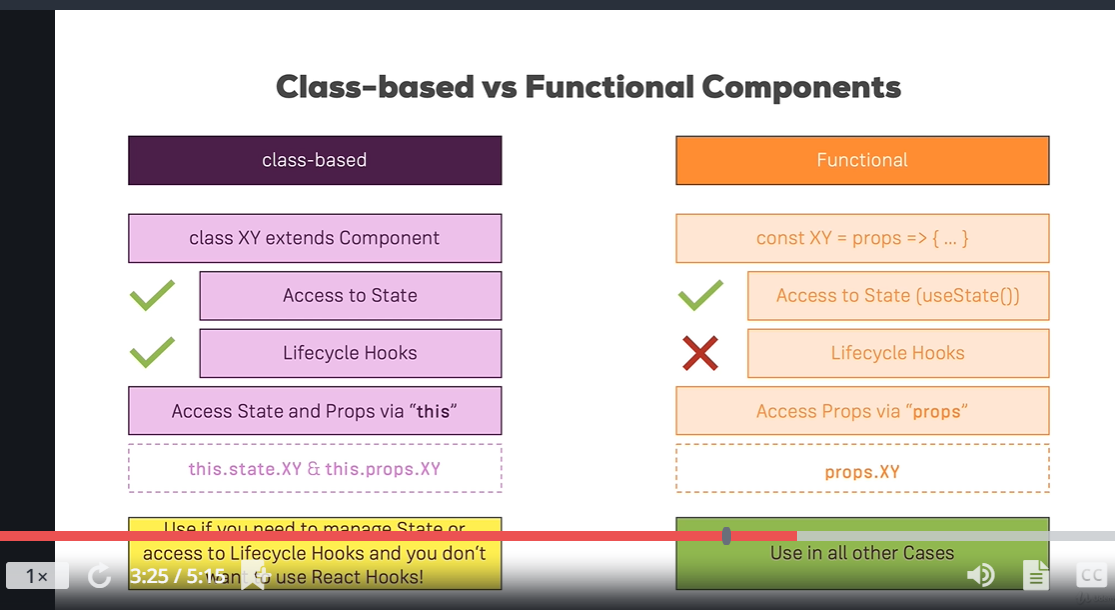 Class-based vs Functional Components
class-based
Functional
class XY extends Component
const XY = props => { ... }
Access to State
Access to State (useState())
Lifecycle Hooks
Lifecycle Hooks
Access State and Props via “this”
Access Props via “props”
this.state.XY & this.props.XY
props.XY
Use if you need to manage State or
access to Lifecycle Hooks and you don’t
want to use React Hooks!
Use in all other Cases
1×
3:25 / 5:15
CC